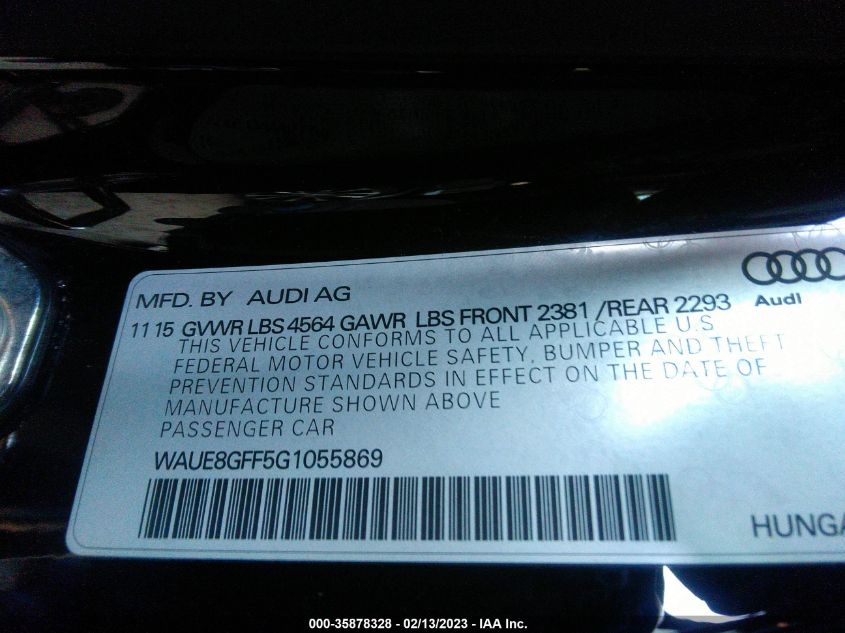 MFD. BY AUDI AG
Audi
11 15 GVWR LBS 4564 GAWR LBS FRONT 2381 /REAR 2293
THIS VEHICLE CONFORMS TO ALL APPLICABLE U.S
FEDERAL MOTOR VEHICLE SAFETY, BUMPER AND THEFT
PREVENTION STANDARDS IN EFFECT ON THE DATE OF
MANUFACTURE SHOWN ABOVE
PASSENGER CAR
WAUE8GFF5G1055869
HUNGA
000-35878328 - 02/13/2023 - IAA Inc.